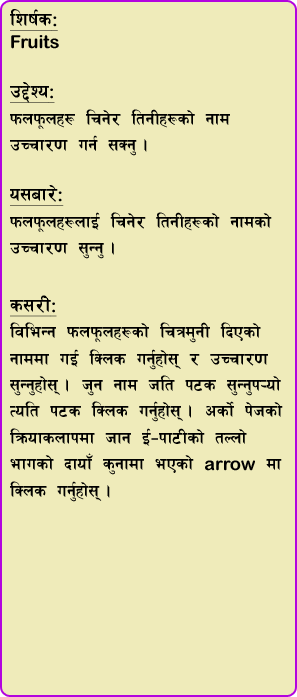 शिर्षक:
Fruits
उद्देश्य:
फलफूलहरू चिनेर तिनीहरूको नाम
उच्चारण गर्न सक्नु ।
यसबारे:
फलफूलहरूलाई चिनेर तिनीहरूको नामको
उच्चारण सुन्नु ।
कसरी:
विभिन्न फलफूलहरूको चित्रमुनी दिएको
नाममा गई क्लिक गर्नुहोस् र उच्चारण
सुन्नुहोस् । जुन नाम जति पटक सुन्नुपऱ्यो
त्यति पटक क्लिक गर्नुहोस् । अर्को पेजको
क्रियाकलापमा जान ई-पाटीको तल्लो
भागको दायाँ कुनामा भएको arrow मा
क्लिक गर्नुहोस् ।